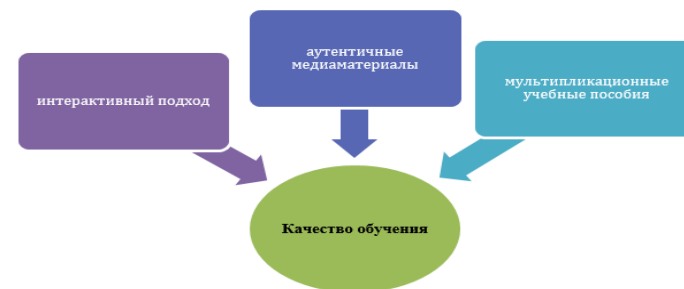 интерактивный подход
аутентичные
медиаматериалы
мультипликационные
учебные пособия
Качество обучения